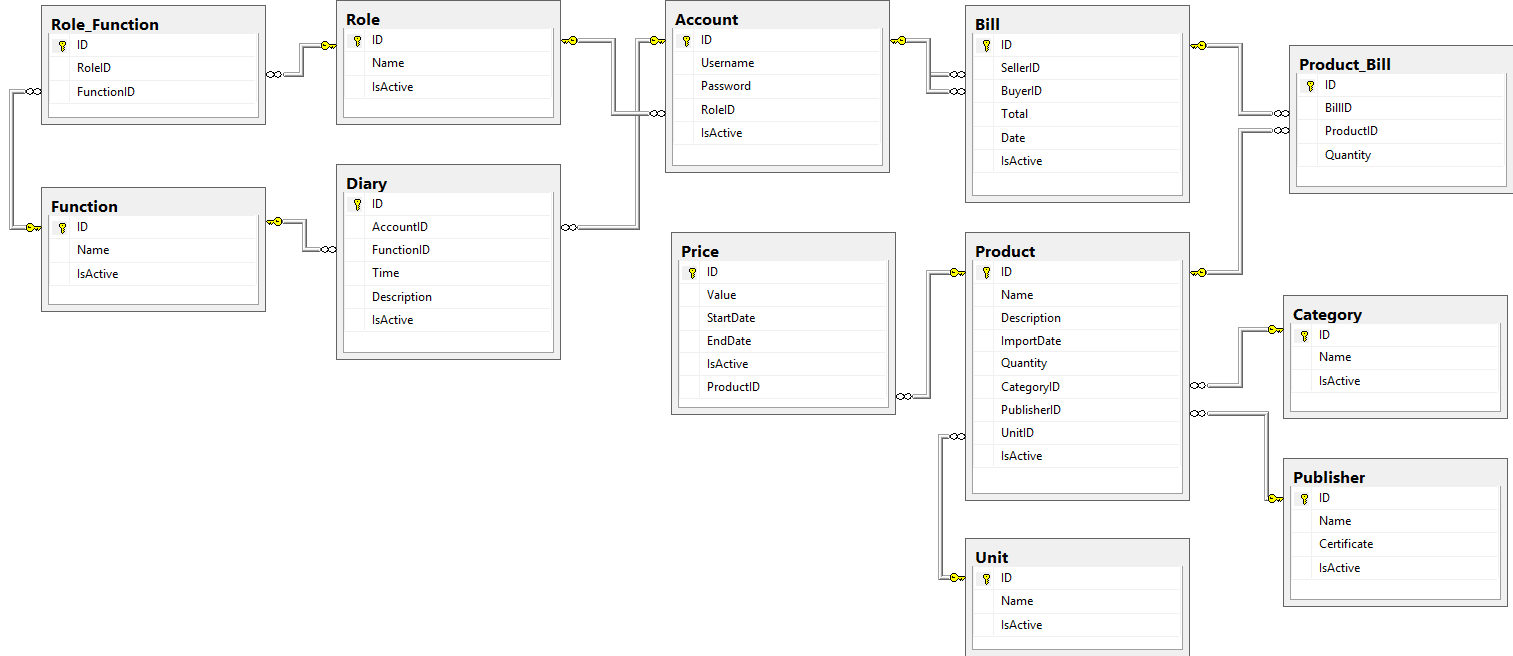 Role_Function
ID
RoleID
FunctionID
Role
ID
Name
IsActive
Account
ID
Username
Password
RoleID
IsActive
Bill
ID
SellerID
BuyerID
Total
Date
IsActive
Product_Bill
ID
BillID
ProductID
Quantity
Function
ID
Name
IsActive
Diary
ID
AccountID
FunctionID
Time
Description
IsActive
Price
ID
Value
StartDate
EndDate
IsActive
ProductID
Product
ID
Name
Description
ImportDate
Quantity
CategoryID
PublisherID
UnitID
IsActive
Category
ID
Name
IsActive
Publisher
ID
Name
Certificate
IsActive
Unit
ID
Name
IsActive